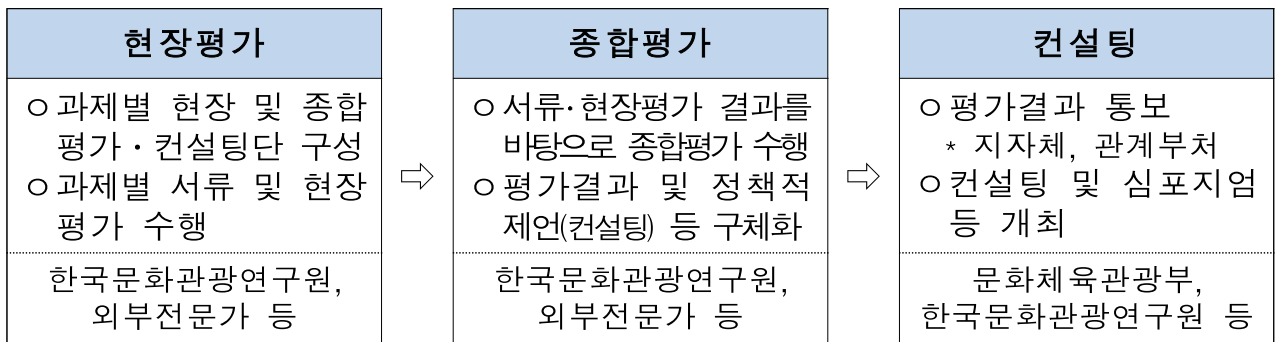 현장평가
ㅇ과제별 현장 및 종합
평가·컨설팅단 구성
ㅇ과제별 서류 및 현장
평가 수행
한국문화관광연구원,
외부전문가 등
⇨
종합평가
ㅇ서류·현장평가 결과를
바탕으로 종합평가 수행
ㅇ평가결과 및 정책적
제언(컨설팅) 등 구체화
한국문화관광연구원,
외부전문가 등
⇨
컨설팅
ㅇ평가결과 통보
* 지자체, 관계부처
ㅇ컨설팅 및 심포지엄
등 개최
문화체육관광부,
한국문화관광연구원 등